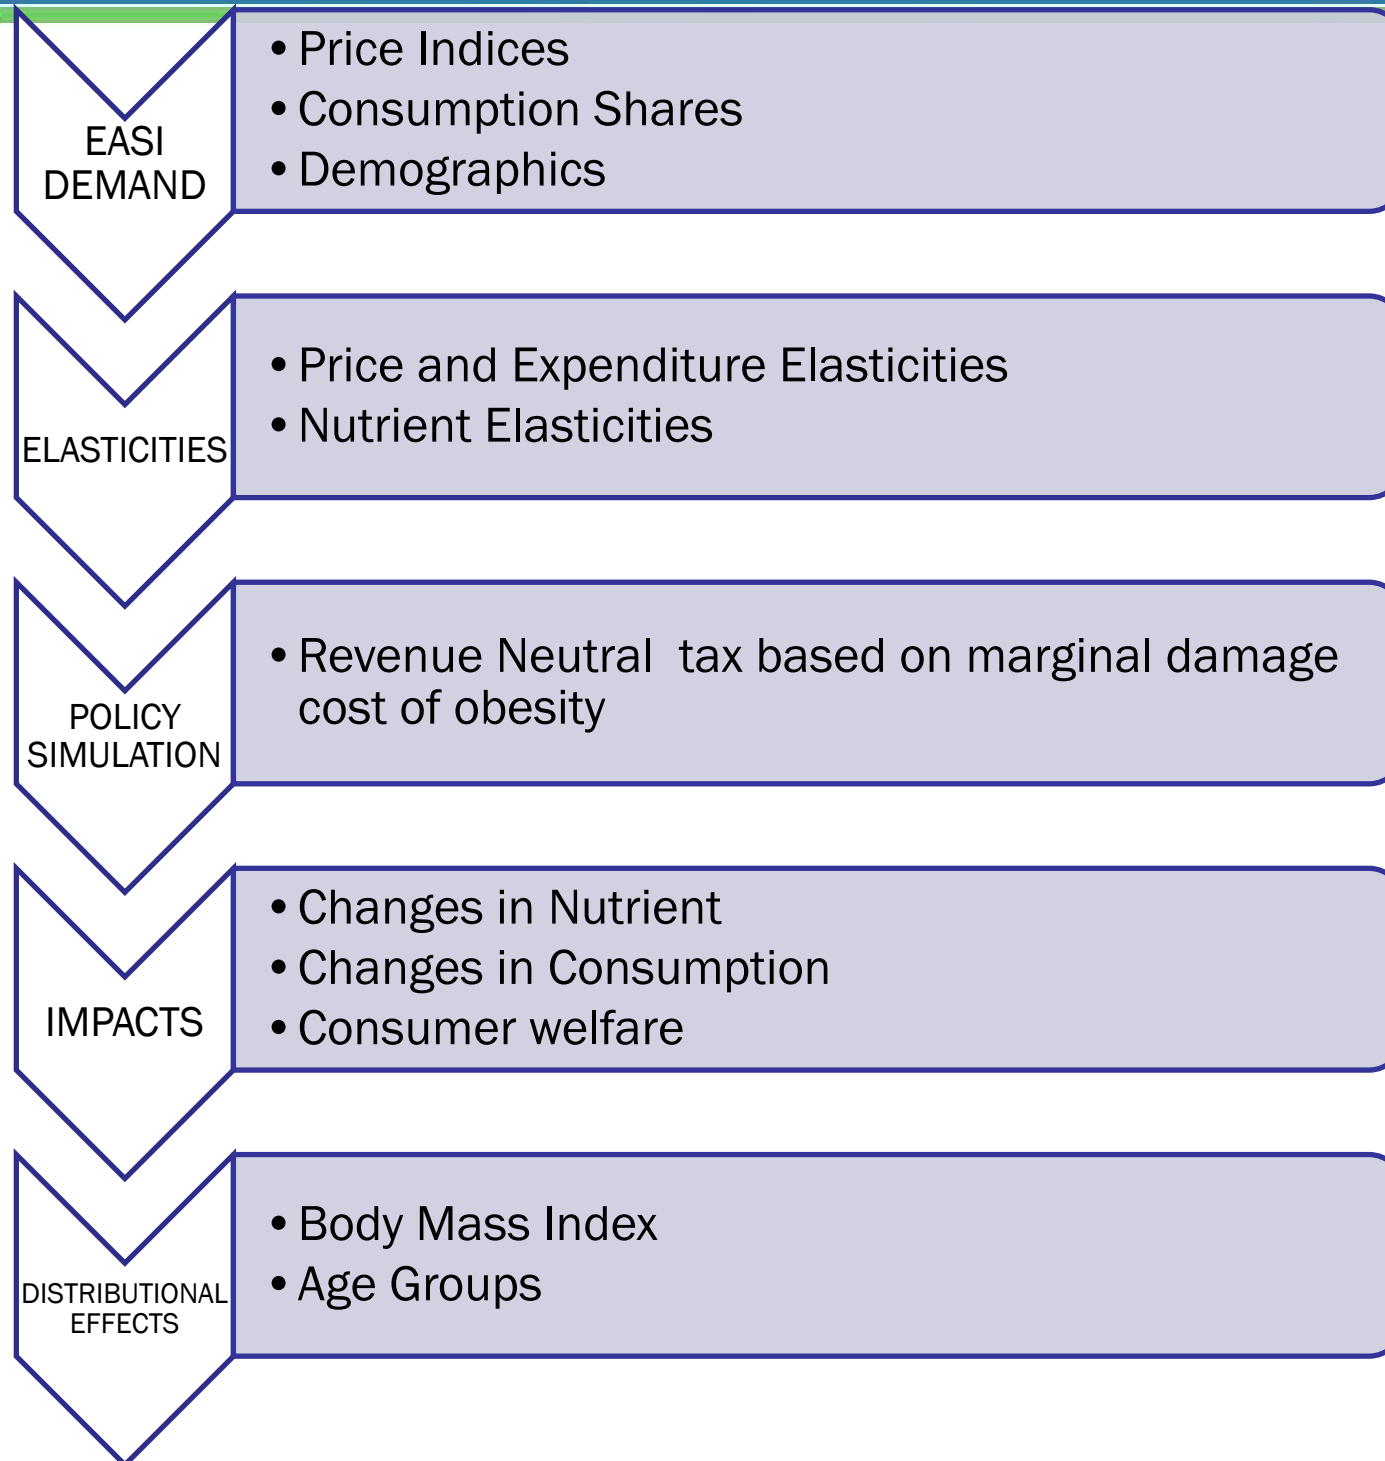 EASI
DEMAND
• Price Indices
• Consumption Shares
• Demographics
ELASTICITIES
• Price and Expenditure Elasticities
• Nutrient Elasticities
POLICY
SIMULATION
• Revenue Neutral  tax based on marginal damage
cost of obesity
IMPACTS
• Changes in Nutrient
• Changes in Consumption
• Consumer welfare
DISTRIBUTIONAL
EFFECTS
• Body Mass Index
• Age Groups